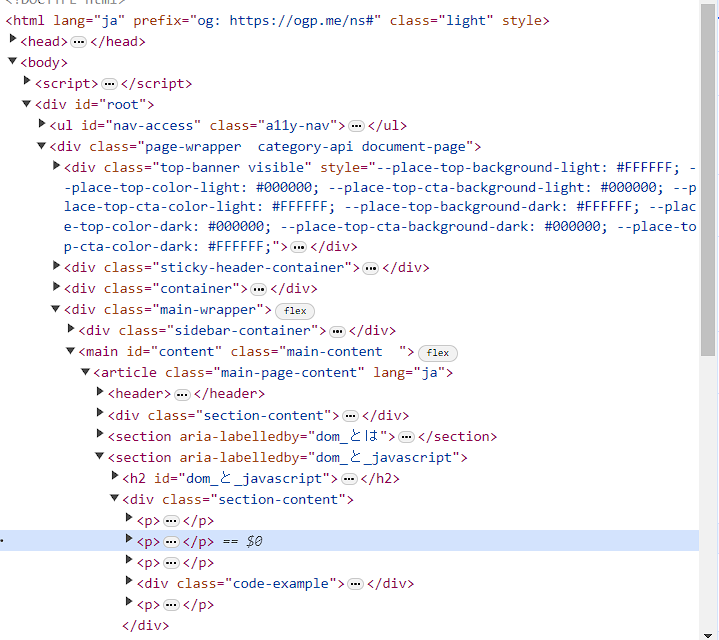 <!DOCTYPE html>
<html lang="ja" prefix="og: https://ogp.me/ns#" class="light" style>
<head>…</head>
<body>
<script>…</script>
<div id="root">
<ul id="nav-access" class="a11y-nav">…</ul>
<div class="page-wrapper  category-api document-page">
<div class="top-banner visible" style="--place-top-background-light: #FFFFFF; -
-place-top-color-light: #000000; --place-top-cta-background-light: #000000; --p
lace-top-cta-color-light: #FFFFFF; --place-top-background-dark: #FFFFFF; --plac
e-top-color-dark: #000000; --place-top-cta-background-dark: #000000; --place-to
p-cta-color-dark: #FFFFFF;">…</div>
<div class="sticky-header-container">…</div>
<div class="container">…</div>
<div class="main-wrapper"> flex
<div class="sidebar-container">…</div>
<main id="content" class="main-content  "> flex
<article class="main-page-content" lang="ja">
<header>…</header>
<div class="section-content">…</div>
<section aria-labelledby="dom_とは">…</section>
<section aria-labelledby="dom_と_javascript">
<h2 id="dom_と_javascript">…</h2>
<div class="section-content">
<p>…</p>
<p>…</p> == $0
<p>…</p>
<div class="code-example">…</div>
<p>…</p>
</div>